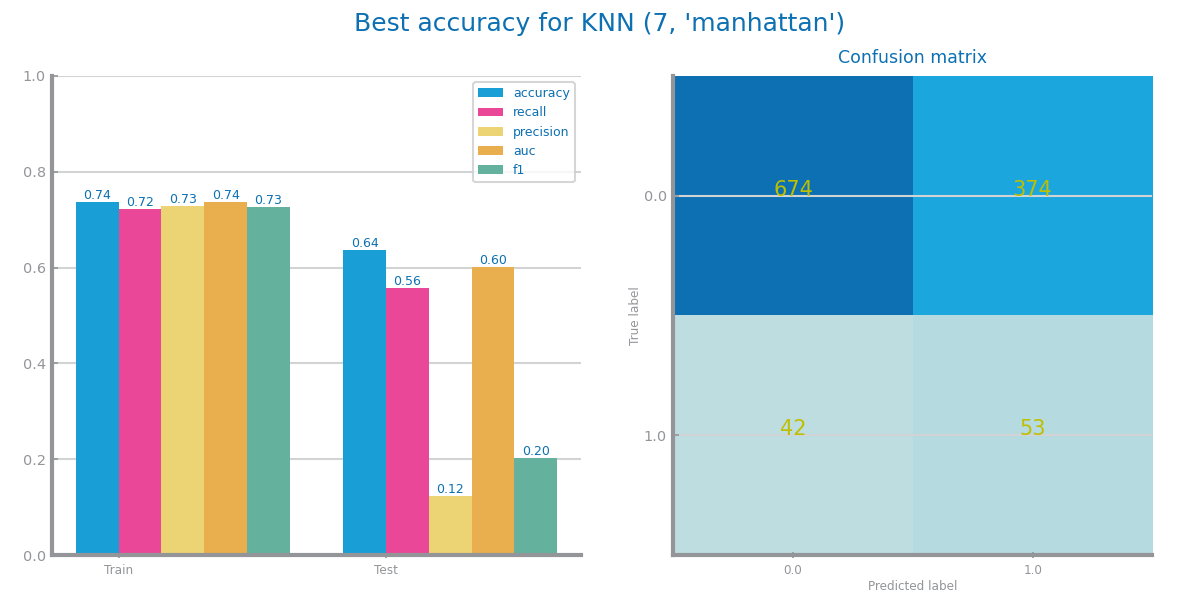 Best accuracy for KNN (7, 'manhattan')
1.0
0.8
0.6
0.4
0.2
0.0
accuracy
recall
precision
auc
f1
0.74
0.72
0.73
0.74
0.73
0.64
0.56
0.12
0.60
0.20
Train
Test
Confusion matrix
True label
0.0
1.0
674
374
42
53
0.0
1.0
Predicted label